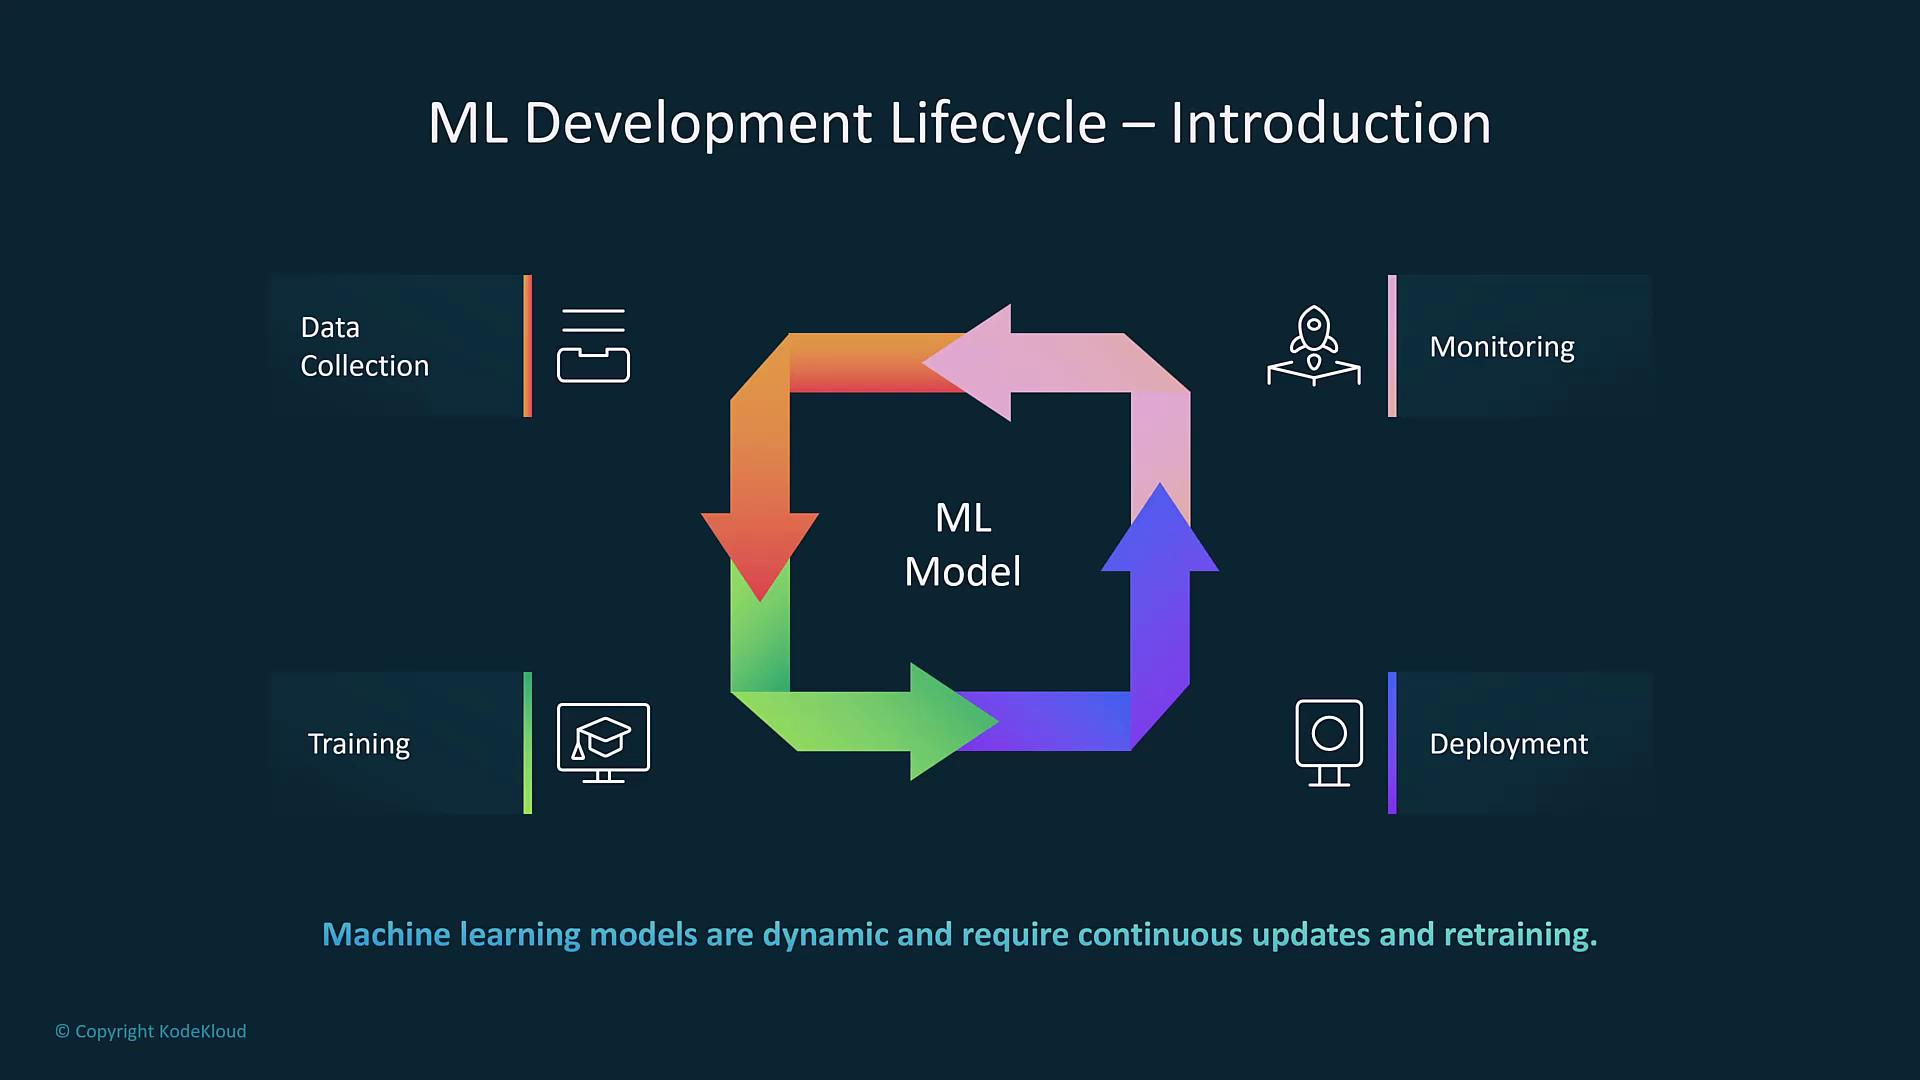 ML Development Lifecycle – Introduction
Data
Collection
Monitoring
ML
Model
Training
Deployment
Machine learning models are dynamic and require continuous updates and retraining.
© Copyright KodeKloud